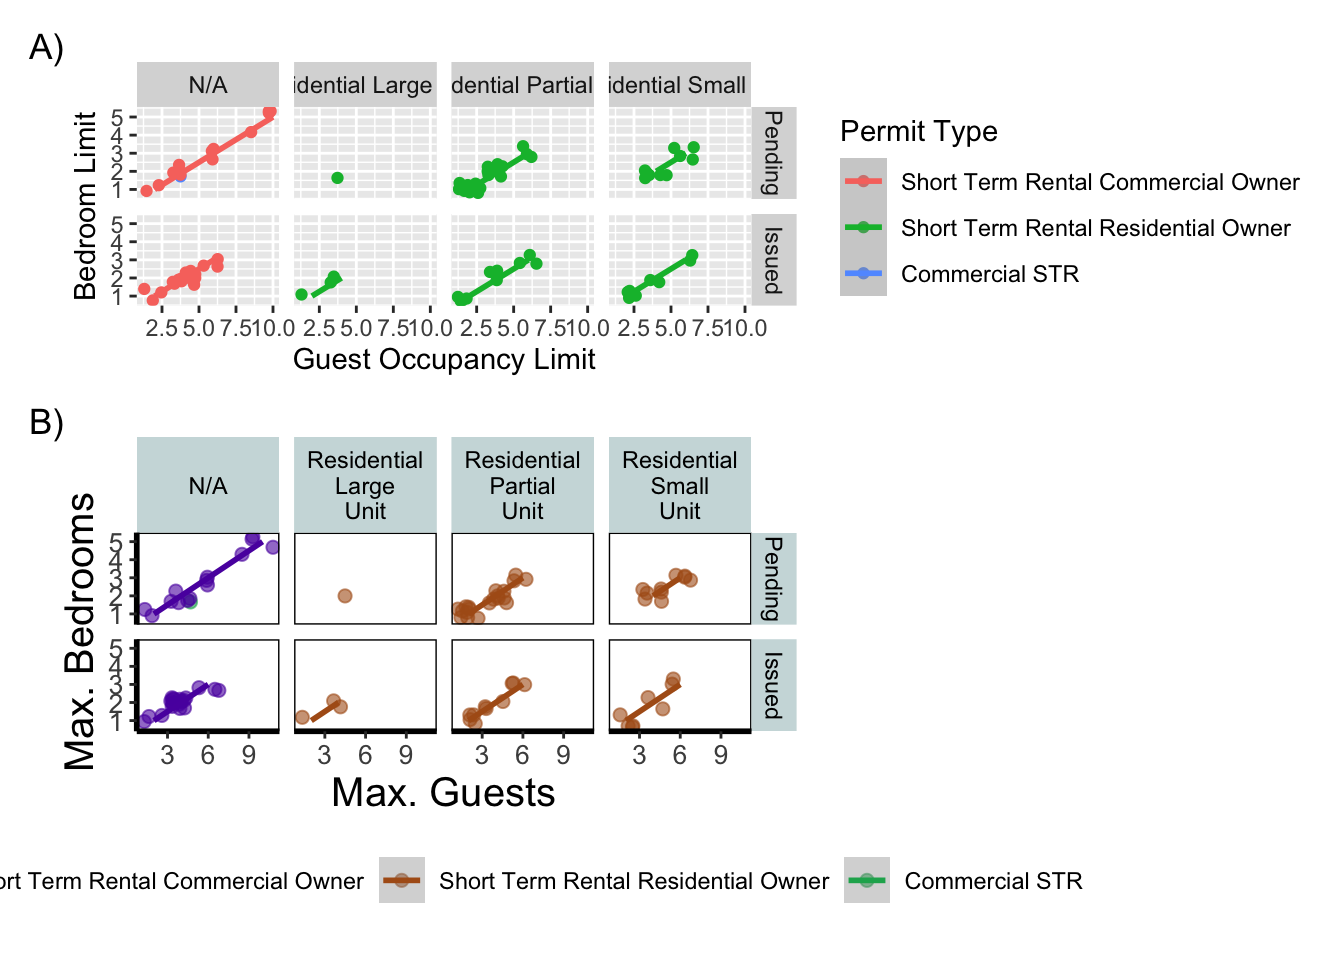 A)
N/A
idential Large
dential Partial
idential Small
Bedroom Limit
5
4
3
2
1
Pending
5
4
3
2
1
Issued
2.5 5.0 7.510.0 2.5 5.0 7.510.0 2.5 5.0 7.510.0 2.5 5.0 7.510.0
Guest Occupancy Limit
Permit Type
Short Term Rental Commercial Owner
Short Term Rental Residential Owner
Commercial STR
B)
N/A
Residential
Large
Unit
Residential
Partial
Unit
Residential
Small
Unit
Max. Bedrooms
5
4
3
2
1
Pending
5
4
3
2
1
Issued
3 6 9 3 6 9 3 6 9 3 6 9
Max. Guests
ort Term Rental Commercial Owner Short Term Rental Residential Owner Commercial STR